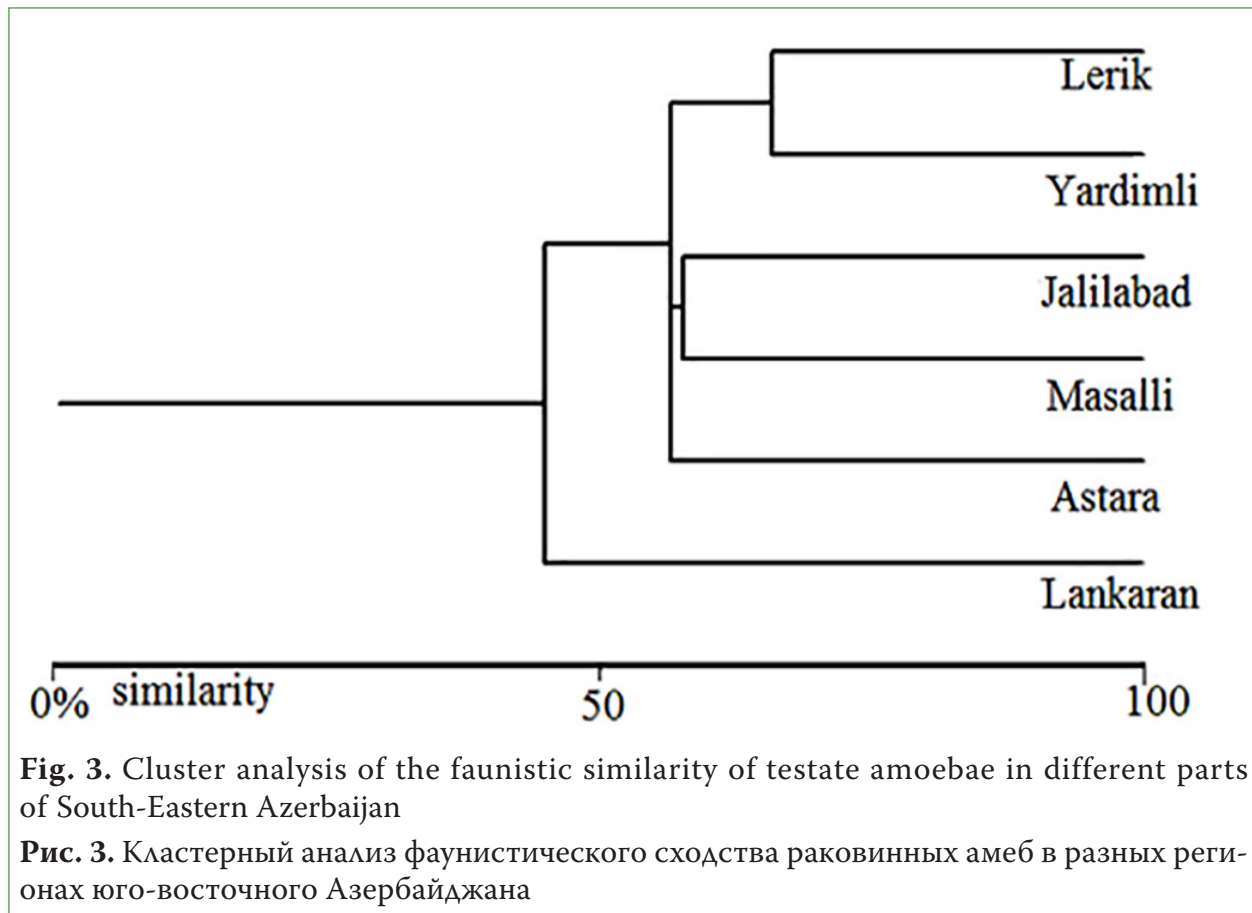 Lerik
Yardimli
Jalilabad
Masalli
Astara
Lankaran
0% similarity 50 100
Fig. 3. Cluster analysis of the faunistic similarity of testate amoebae in different parts
of South-Eastern Azerbaijan
Рис. 3. Кластерный анализ фаунистического сходства раковинных амеб в разных реги-
онах юго-восточного Азербайджана